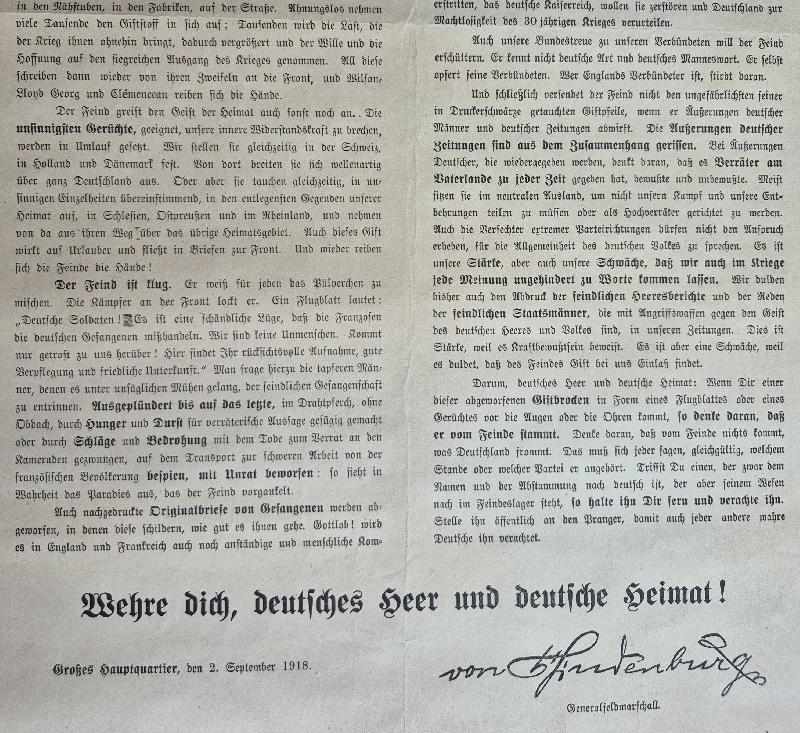 in den Nähstuben, in den Fabriken, auf der Straße. Ahnungslos nehmen
viele Tausende den Giftstoff in sich auf; Tausenden wird die Last, die
der Krieg ihnen ohnehin bringt, dadurch vergrößert und der Wille und die
Hoffnung auf den siegreichen Ausgang des Krieges genommen. All diese
schreiben dann wieder von ihren Zweifeln an die Front, und Wilson,
Lloyd Georg und Clémenceau reiben sich die Hände.
Der Feind greift den Geist der Heimat auch sonst noch an. Die
unsinnigsten Gerüchte, geeignet, unsere innere Widerstandskraft zu brechen,
werden in Umlauf gesetzt. Wir stellen sie gleichzeitig in der Schweiz,
in Holland und Dänemark fest. Von dort breiten sie sich wellenartig
über ganz Deutschland aus. Oder aber sie tauchen gleichzeitig, in un-
sinnigen Einzelheiten übereinstimmend, in den entlegensten Gegenden unserer
Heimat auf, in Schlesien, Ostpreußen und im Rheinland, und nehmen
von da aus ihren Weg über das übrige Heimatsgebiet. Auch dieses Gift
wirkt auf Urlauber und fließt in Briefen zur Front. Und wieder reiben
sich die Feinde die Hände!
Der Feind ist klug. Er weiß für jeden das Pülverchen zu
mischen. Die Kämpfer an der Front lockt er. Ein Flugblatt lautet:
„Deutsche Soldaten! Es ist eine schändliche Lüge, daß die Franzosen
die deutschen Gefangenen mißhandeln. Wir sind keine Unmenschen. Kommt
nur getrost zu uns herüber! Hier findet Ihr rücksichtsvolle Aufnahme, gute
Verpflegung und friedliche Unterkunft." Man frage hierzu die tapferen Män-
ner, denen es unter unsäglichen Mühen gelang, der feindlichen Gefangenschaft
zu entrinnen. Ausgeplündert bis auf das letzte, im Drahtpferch, ohne
Obdach, durch Hunger und Durst für verräterische Aussage gefügig gemacht
oder durch Schläge und Bedrohung mit dem Tode zum Verrat an den
Kameraden gezwungen, auf dem Transport zur schweren Arbeit von der
französischen Bevölkerung bespien, mit Unrat beworfen: so sieht in
Wahrheit das Paradies aus, das der Feind vorgaukelt.
Auch nachgedruckte Originalbriefe von Gefangenen werden ab-
geworfen, in denen diese schildern, wie gut es ihnen gehe. Gottlob! wird
es in England und Frankreich auch noch anständige und menschliche Kom-
erstritten, das deutsche Kaiserreich, wollen sie zerstören und Deutschland zur
Machtlosigkeit des 30 jährigen Krieges verurteilen.
Auch unsere Bundestreue zu unseren Verbündeten will der Feind
erschüttern. Er kennt nicht deutsche Art und deutsches Manneswort. Er selbst
opfert seine Verbündeten. Wer Englands Verbündeter ist, stirbt daran.
Und schließlich versendet der Feind nicht den ungefährlichsten seiner
in Druckerschwärze getauchten Giftpfeile, wenn er Äußerungen deutscher
Männer und deutscher Zeitungen abwirft. Die Äußerungen deutscher
Zeitungen sind aus dem Zusammenhang gerissen. Bei Äußerungen
Deutscher, die wiedergegeben werden, denkt daran, daß es Verräter am
Vaterlande zu jeder Zeit gegeben hat, bewußte und unbewußte. Meist
sitzen sie im neutralen Ausland, um nicht unsern Kampf und unsere Ent-
behrungen teilen zu müssen oder als Hochverräter gerichtet zu werden.
Auch die Verfechter extremer Parteirichtungen dürfen nicht den Anspruch
erheben, für die Allgemeinheit des deutschen Volkes zu sprechen. Es ist
unsere Stärke, aber auch unsere Schwäche, daß wir auch im Kriege
jede Meinung ungehindert zu Worte kommen lassen. Wir dulden
bisher auch den Abdruck der feindlichen Heeresberichte und der Reden
der feindlichen Staatsmänner, die mit Angriffswaffen gegen den Geist
des deutschen Heeres und Volkes sind, in unseren Zeitungen. Dies ist
Stärke, weil es Kraftbewußtsein beweist. Es ist aber eine Schwäche, weil
es duldet, daß des Feindes Gift bei uns Einlaß findet.
Darum, deutsches Heer und deutsche Heimat: Wenn Dir einer
dieser abgeworfenen Giftbrocken in Form eines Flugblattes oder eines
Gerüchtes vor die Augen oder die Ohren kommt, so denke daran, daß
er vom Feinde stammt. Denke daran, daß vom Feinde nichts kommt,
was Deutschland frommt. Das muß sich jeder sagen, gleichgültig, welchem
Stande oder welcher Partei er angehört. Triffst Du einen, der zwar dem
Namen und der Abstammung nach deutsch ist, der aber seinem Wesen
nach im Feindeslager steht, so halte ihn Dir fern und verachte ihn.
Stelle ihn öffentlich an den Pranger, damit auch jeder andere wahre
Deutsche ihn verachtet.
Wehre dich, deutsches Heer und deutsche Heimat!
Großes Hauptquartier, den 2. September 1918.
von Hindenburg
Generalfeldmarschall.